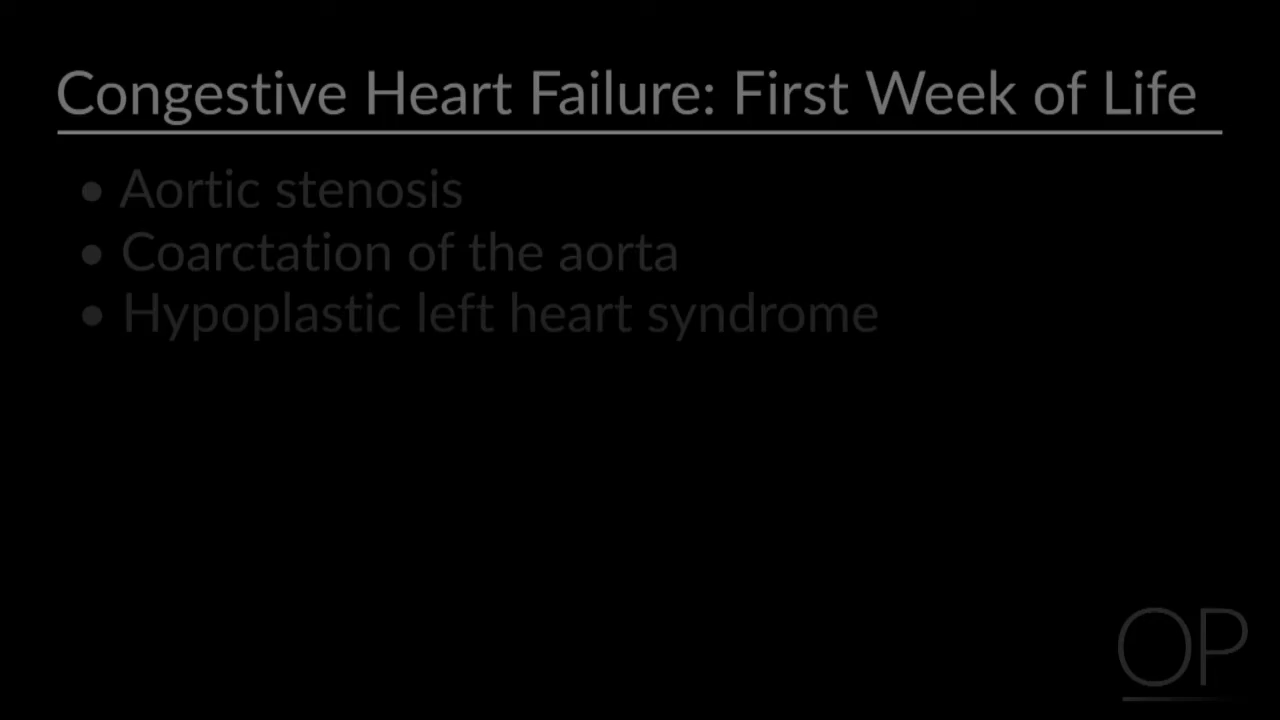 Congestive Heart Failure: First Week of Life
• Aortic stenosis
• Coarctation of the aorta
• Hypoplastic left heart syndrome
OP